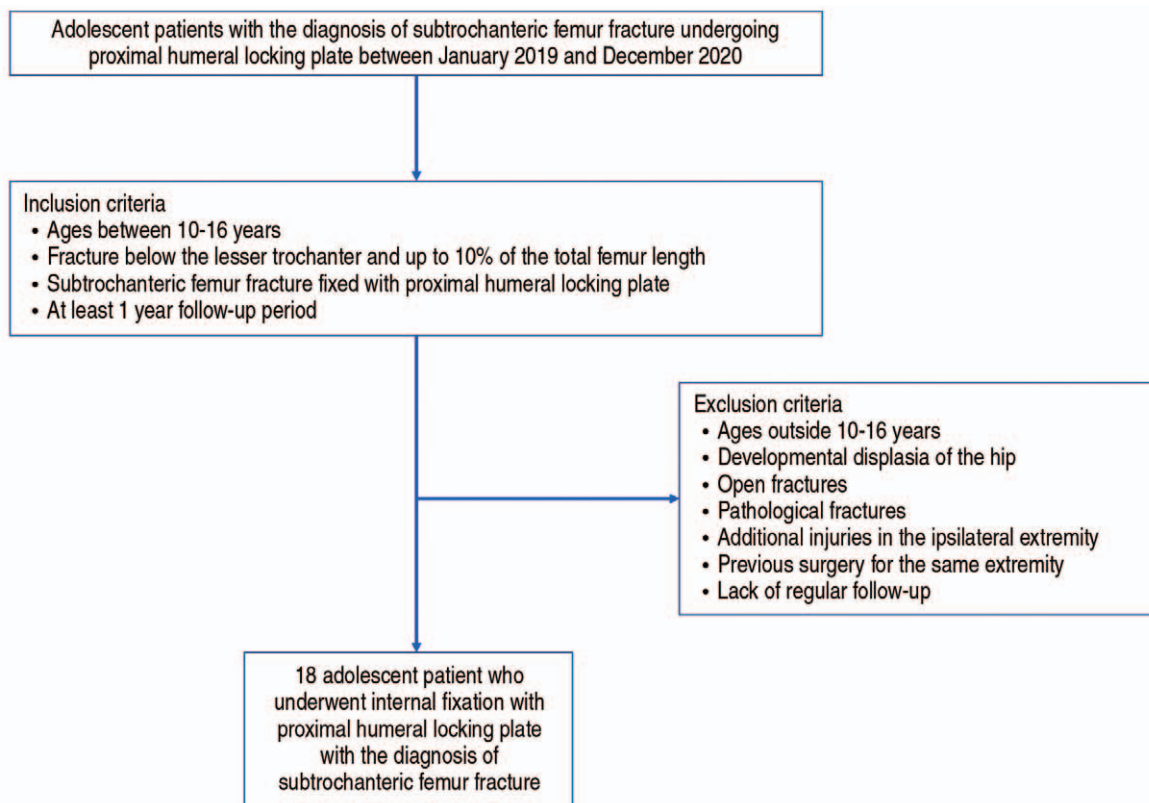 Adolescent patients with the diagnosis of subtrochanteric femur fracture undergoing
proximal humeral locking plate between January 2019 and December 2020
Inclusion criteria
• Ages between 10-16 years
• Fracture below the lesser trochanter and up to 10% of the total femur length
• Subtrochanteric femur fracture fixed with proximal humeral locking plate
• At least 1 year follow-up period
Exclusion criteria
• Ages outside 10-16 years
• Developmental displasia of the hip
• Open fractures
• Pathological fractures
• Additional injuries in the ipsilateral extremity
• Previous surgery for the same extremity
• Lack of regular follow-up
18 adolescent patient who
underwent internal fixation with
proximal humeral locking plate
with the diagnosis of
subtrochanteric femur fracture